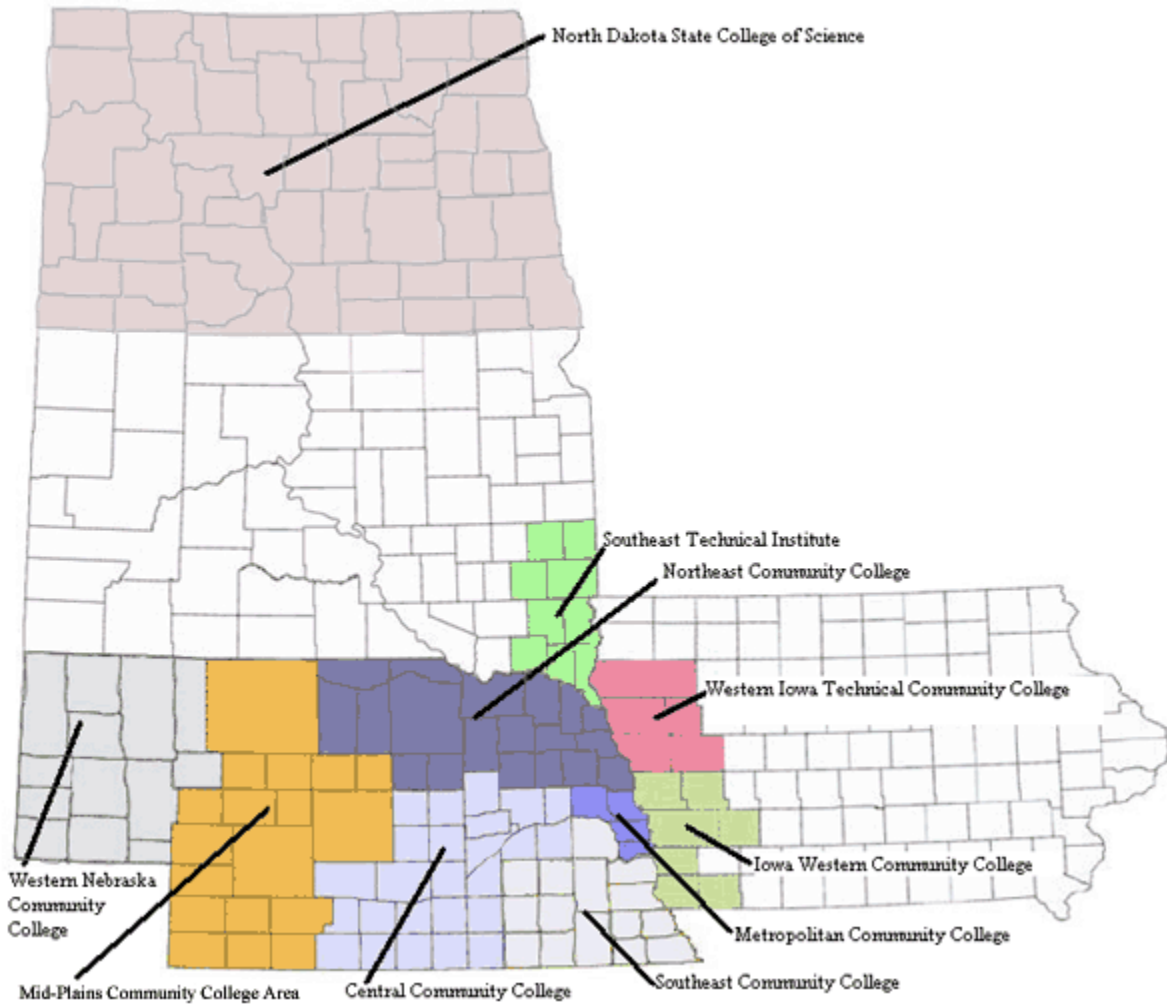 North Dakota State College of Science
Southeast Technical Institute
Northeast Community College
Western Iowa Technical Community College
Iowa Western Community College
Western Nebraska
Community
College
Metropolitan Community College
Southeast Community College
Central Community College
Mid-Plains Community College Area